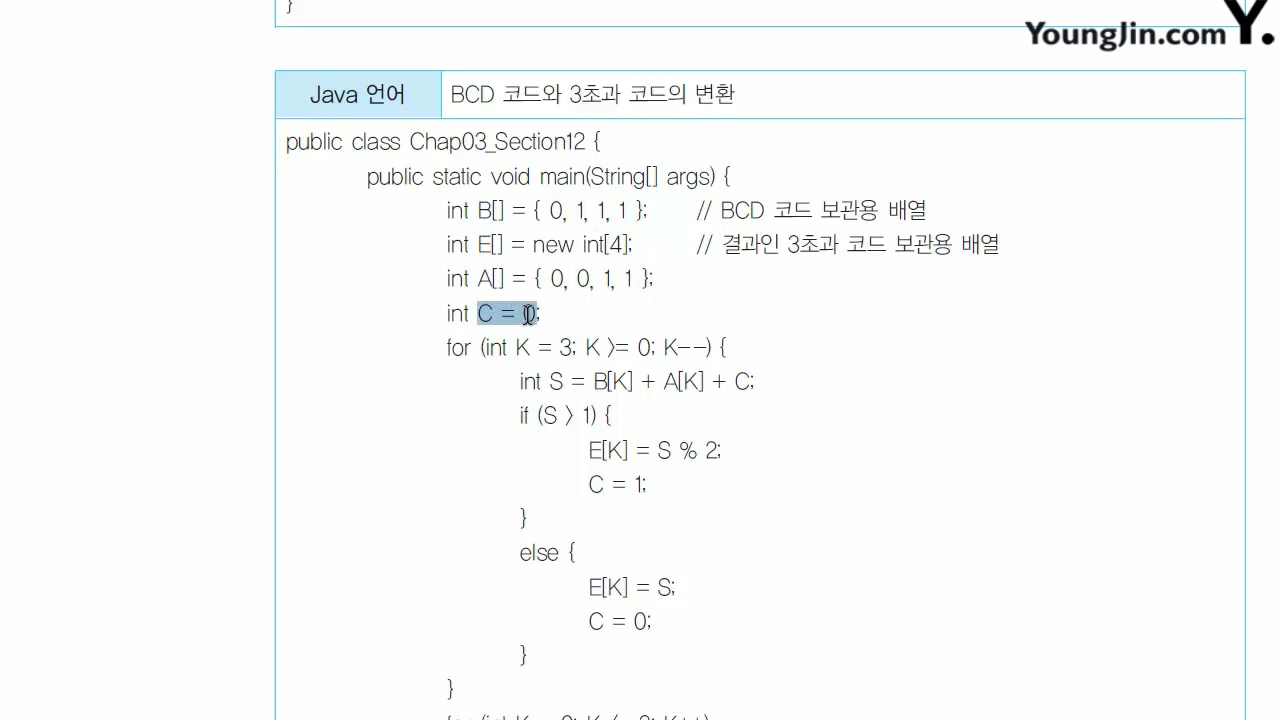 }
YoungJin.com Y.
Java 언어
BCD 코드와 3초과 코드의 변환
public class Chap03_Section12 {
public static void main(String[] args) {
int B[] = { 0, 1, 1, 1 }; // BCD 코드 보관용 배열
int E[] = new int[4]; // 결과인 3초과 코드 보관용 배열
int A[] = { 0, 0, 1, 1 };
int C = 0;
for (int K = 3; K >= 0; K--) {
int S = B[K] + A[K] + C;
if (S > 1) {
E[K] = S % 2;
C = 1;
}
else {
E[K] = S;
C = 0;
}
}